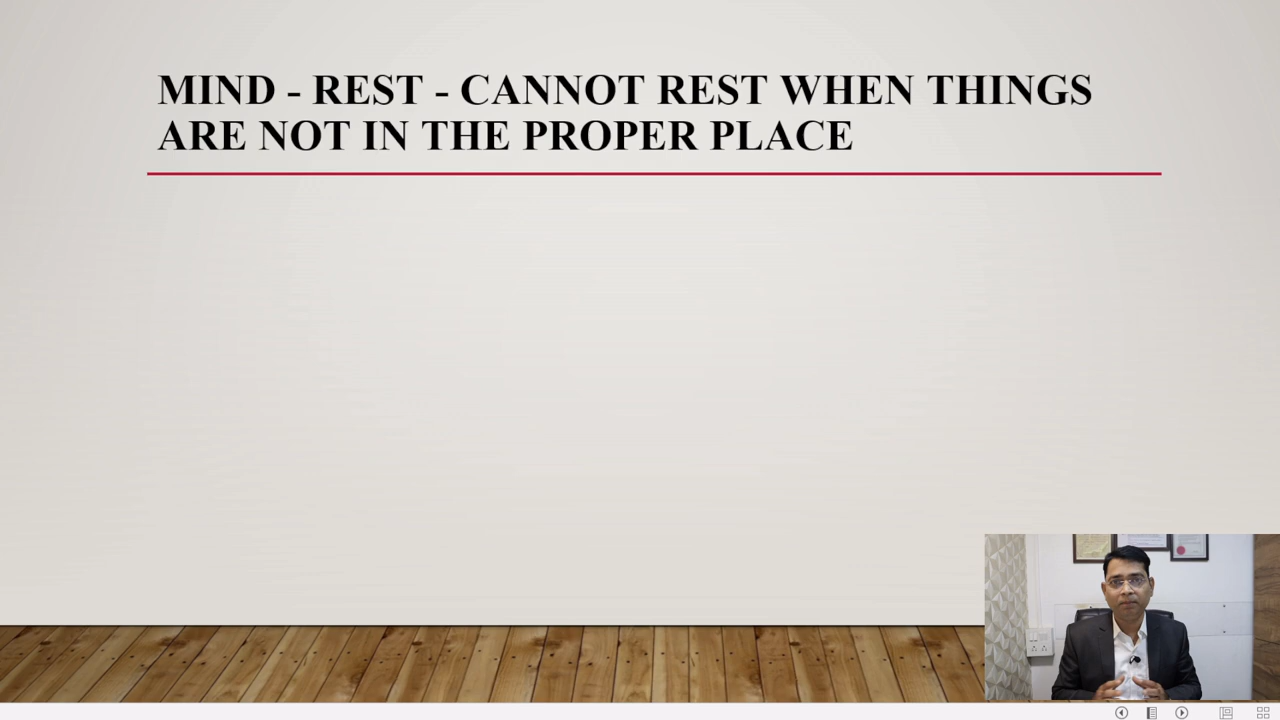 MIND - REST - CANNOT REST WHEN THINGS
ARE NOT IN THE PROPER PLACE